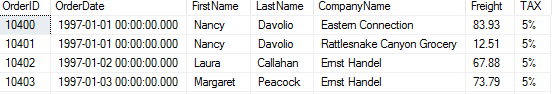 OrderID OrderDate FirstName LastName CompanyName Freight TAX
10400 1997-01-01 00:00:00.000 Nancy Davolio Eastern Connection 83.93 5%
10401 1997-01-01 00:00:00.000 Nancy Davolio Rattlesnake Canyon Grocery 12.51 5%
10402 1997-01-02 00:00:00.000 Laura Callahan Ernst Handel 67.88 5%
10403 1997-01-03 00:00:00.000 Margaret Peacock Ernst Handel 73.79 5%